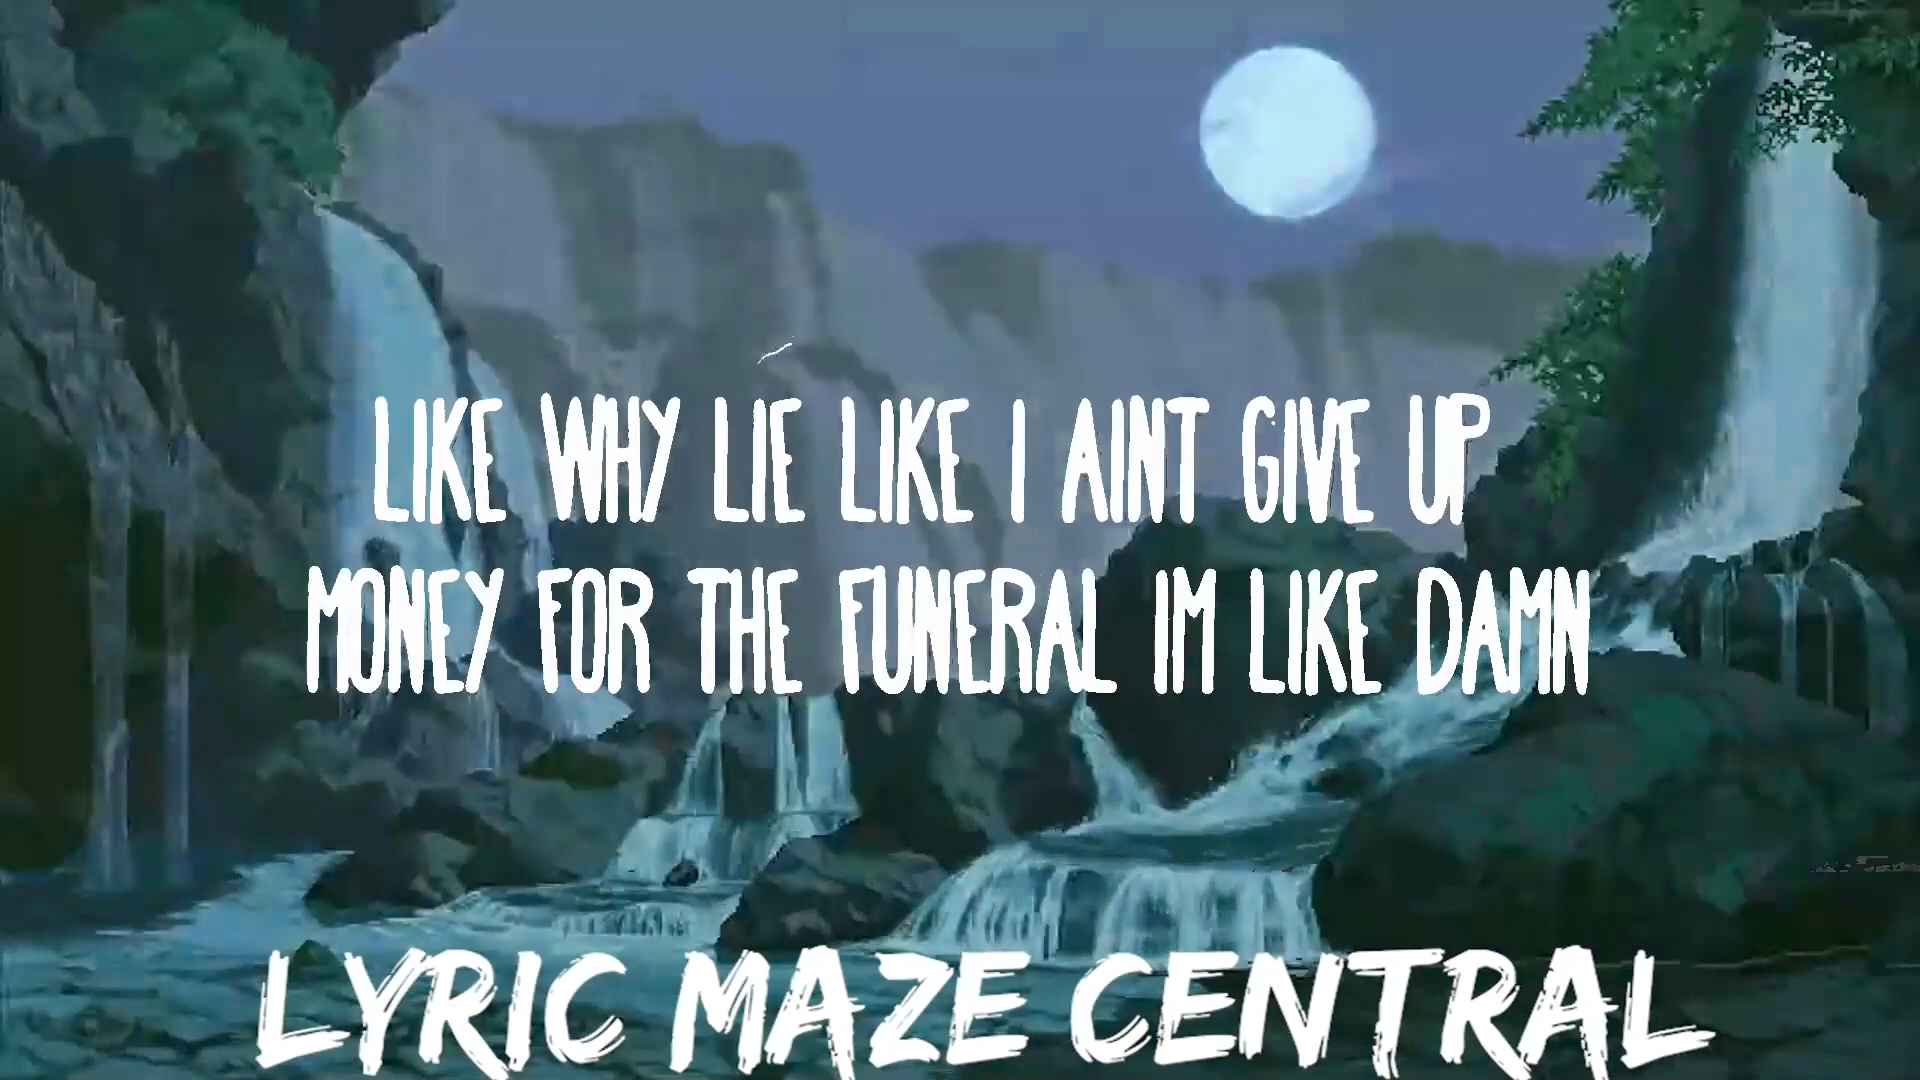 LIKE WHY LIE LIKE I AINT GIVE UP
MONEY FOR THE FUNERAL IM LIKE DAMN
LYRIC MAZE CENTRAL